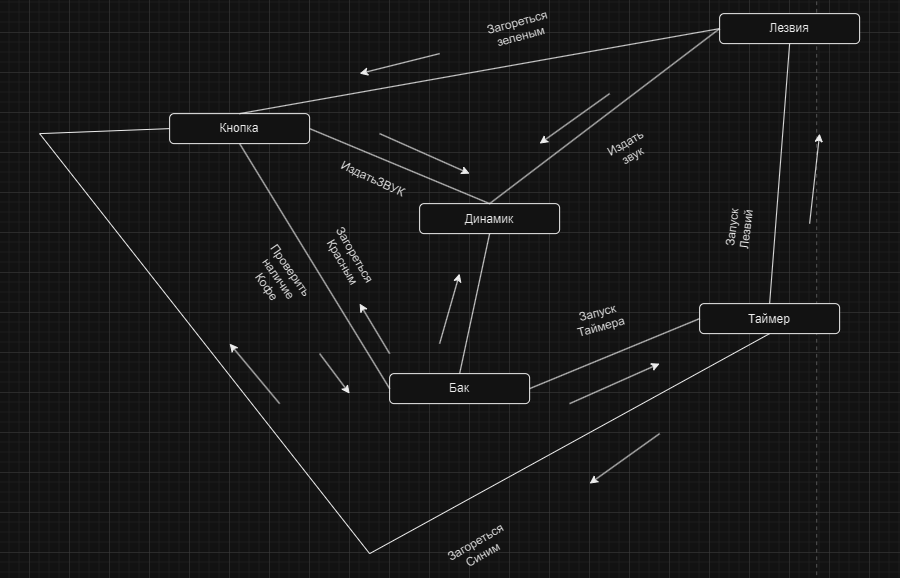 Загореться
зеленым
Лезвия
Кнопка
ИздатьЗВУК
Издать
звук
Динамик
Запуск
Лезвий
Проверить
наличие
Кофе
Загореться
Красным
Запуск
Таймера
Таймер
Бак
Загореться
Синим